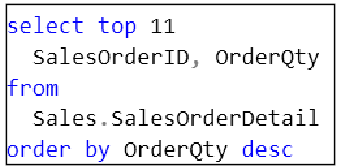 select top 11
SalesOrderID, OrderQty
from
Sales.SalesOrderDetail
order by OrderQty desc